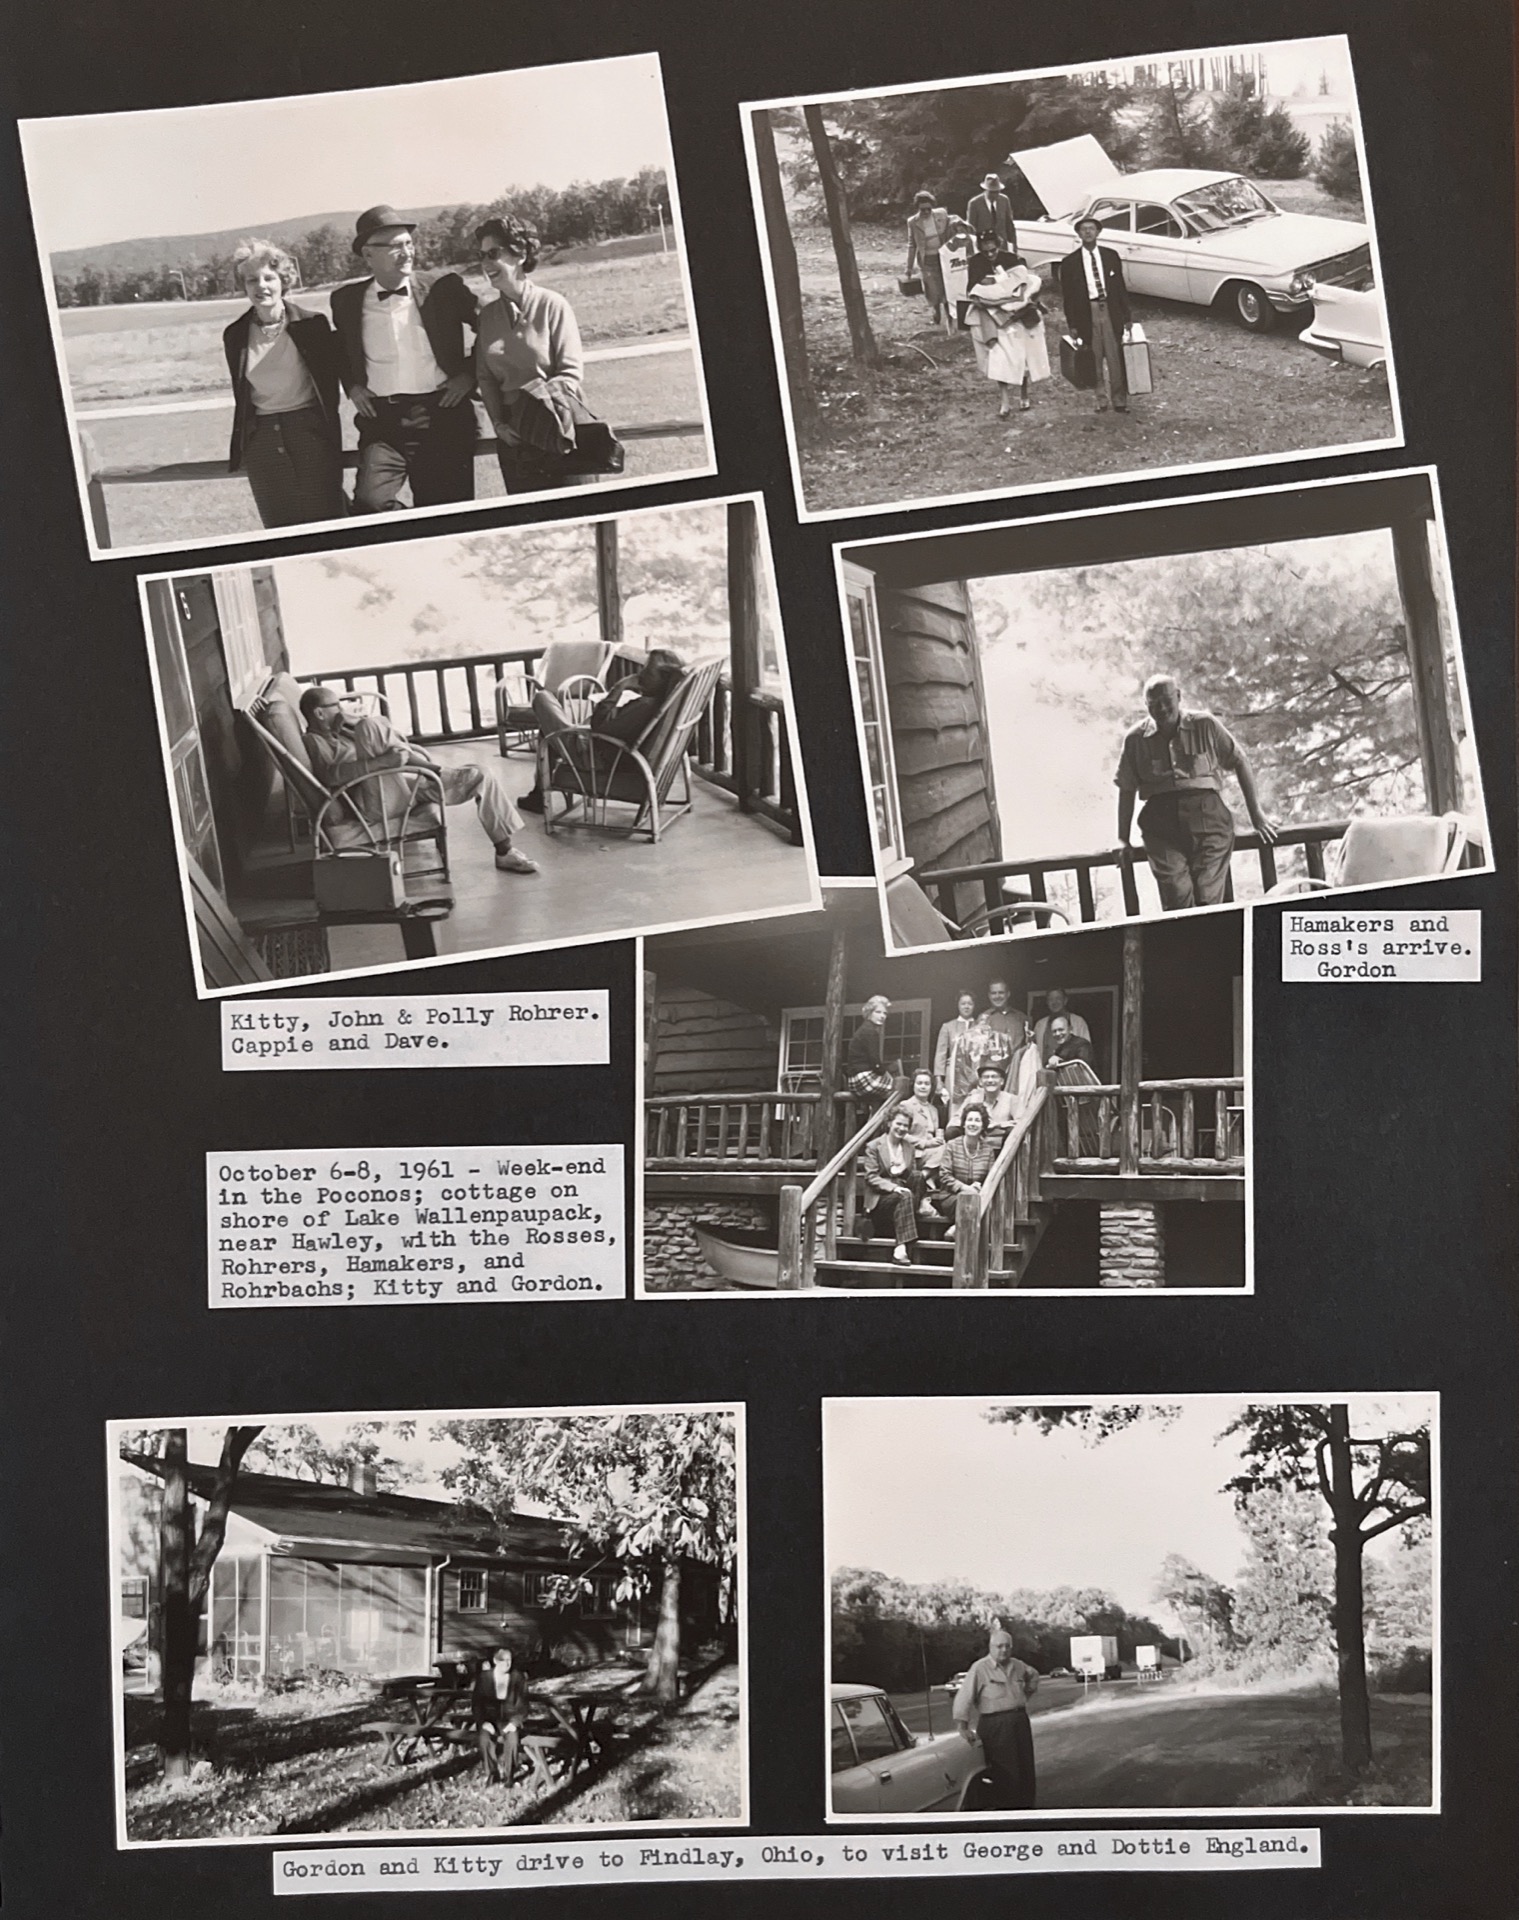 Hamakers and
Ross's arrive.
Gordon
Kitty, John & Polly Rohrer.
Cappie and Dave.
October 6-8, 1961 - Week-end
in the Poconos; cottage on
shore of Lake Wallenpaupack,
near Hawley, with the Rosses,
Rohrers, Hamakers, and
Rohrbachs; Kitty and Gordon.
Gordon and Kitty drive to Findlay, Ohio, to visit George and Dottie England.